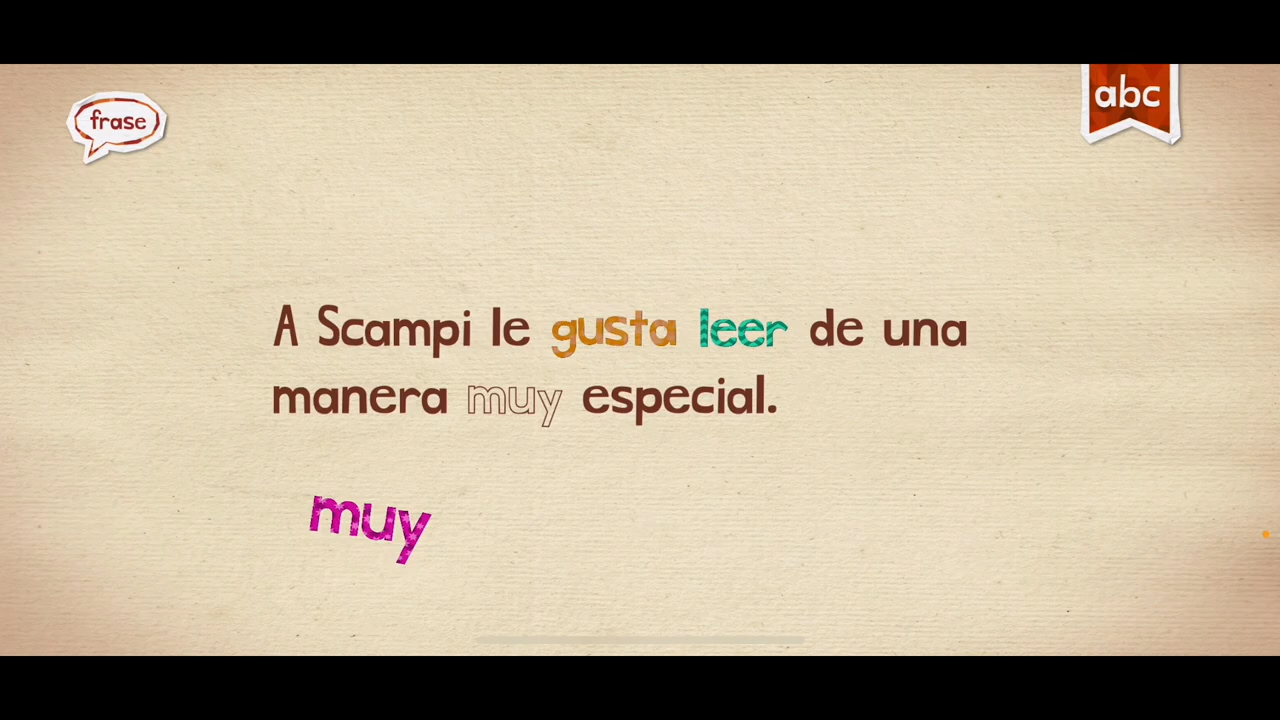 frase
abc
A Scampi le gusta leer de una
manera muy especial.
muy